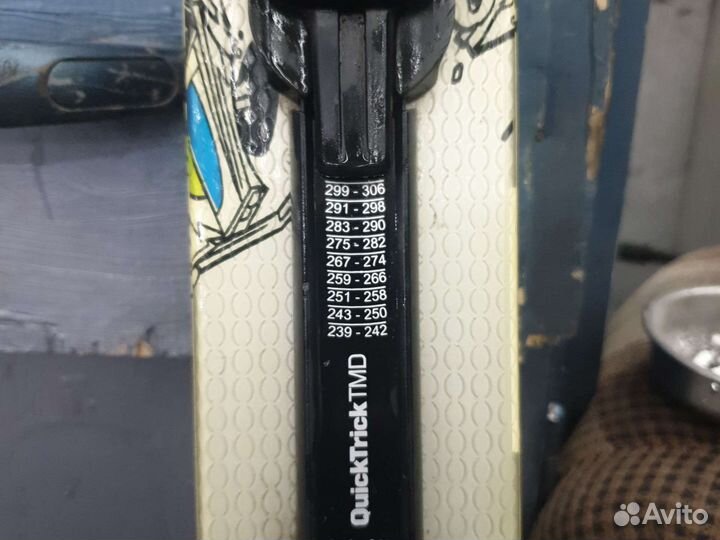 299 - 306
291 - 298
283 - 290
275 - 282
267 - 274
259 - 266
251 - 258
243 - 250
239 - 242
QuickTrickTMD
Avito